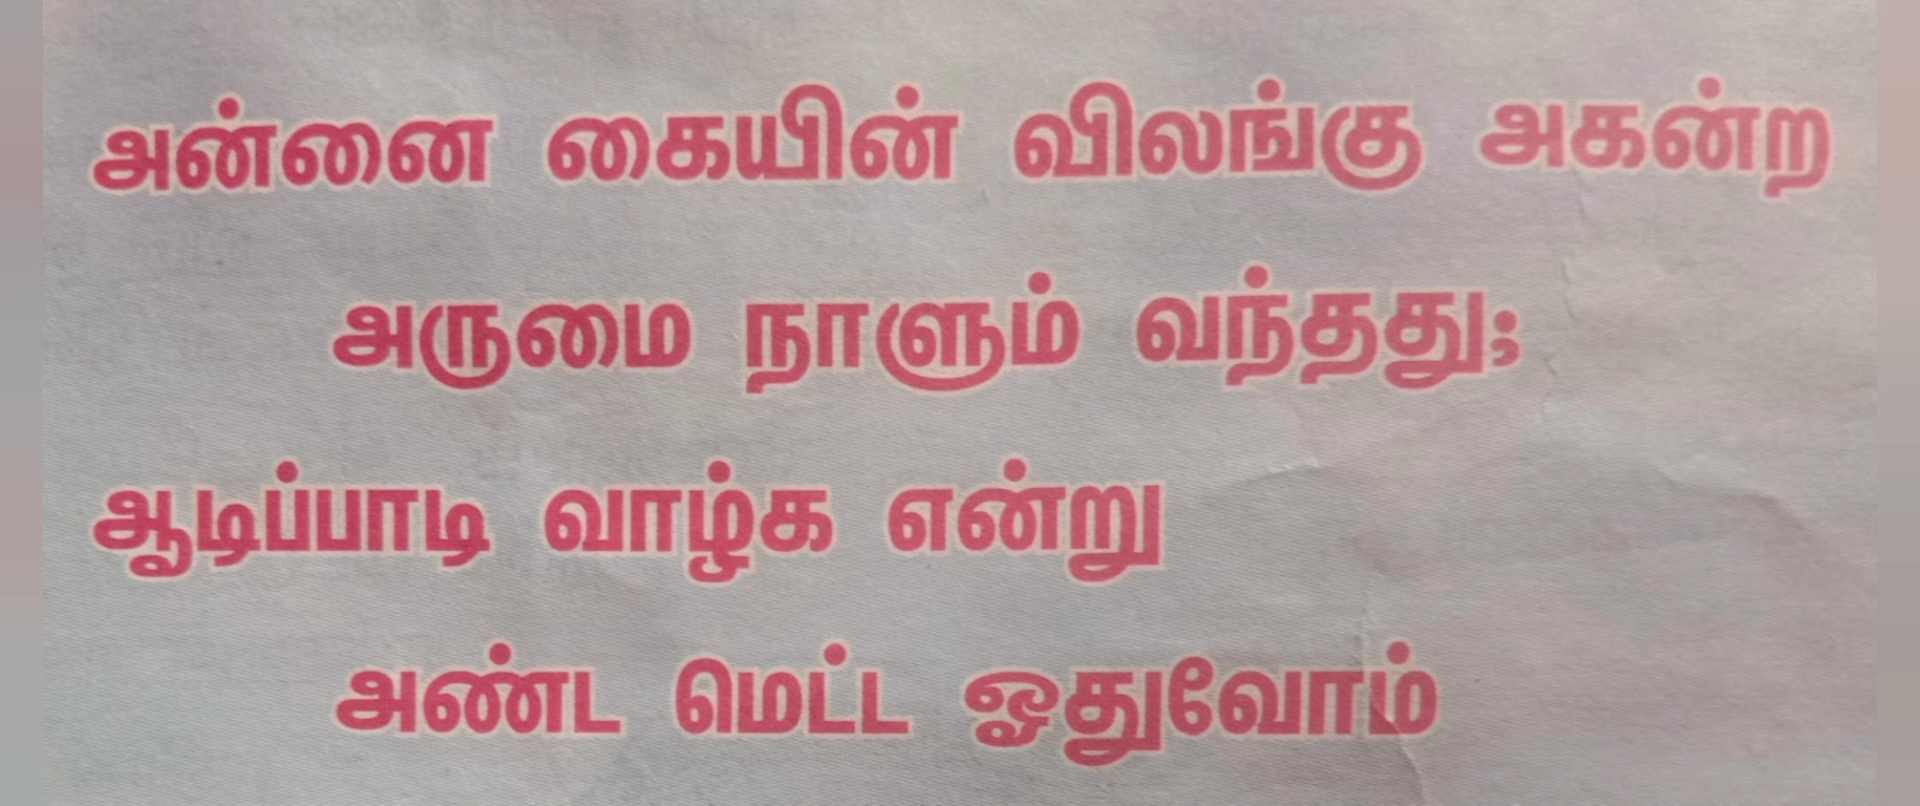 அன்னை கையின் விலங்கு அகன்ற
அருமை நாளும் வந்தது;
ஆடிப்பாடி வாழ்க என்று
அண்ட மெட்ட ஓதுவோம்